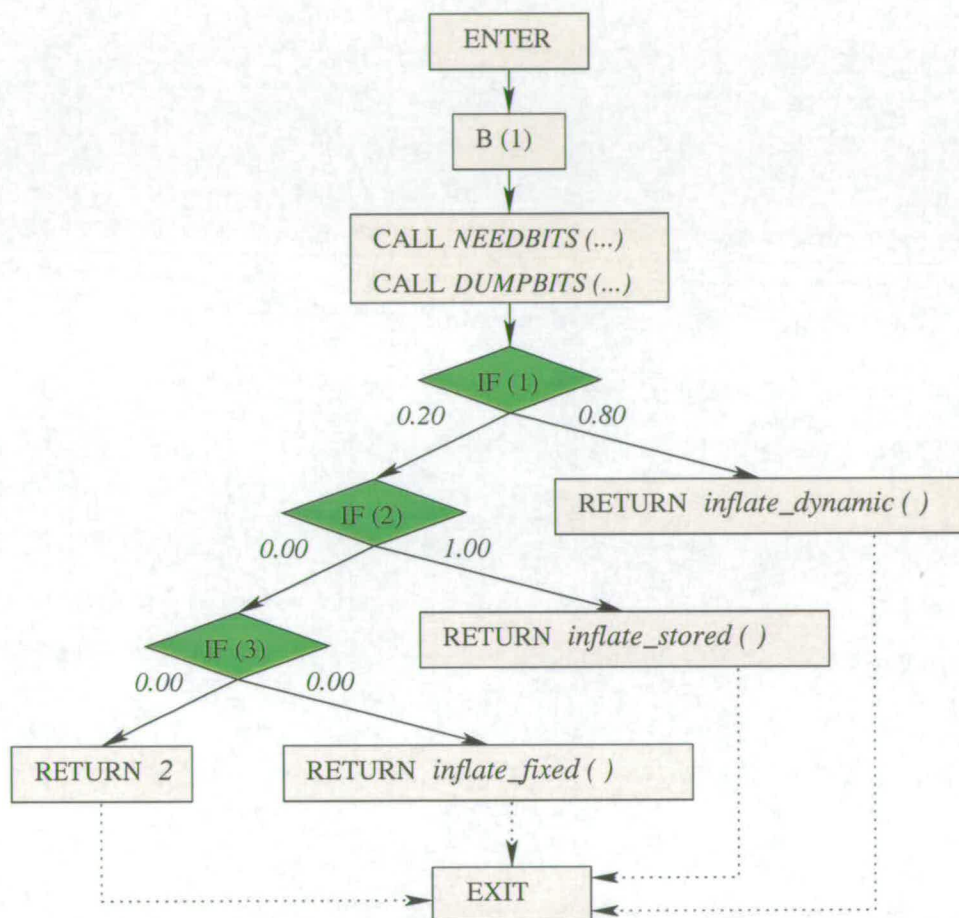 ENTER
B (1)
CALL NEEDBITS (...)
CALL DUMPBITS (...)
IF (1)
0.20
0.80
RETURN inflate_dynamic ( )
IF (2)
0.00
1.00
RETURN inflate_stored ( )
IF (3)
0.00
0.00
RETURN 2
RETURN inflate_fixed ( )
EXIT